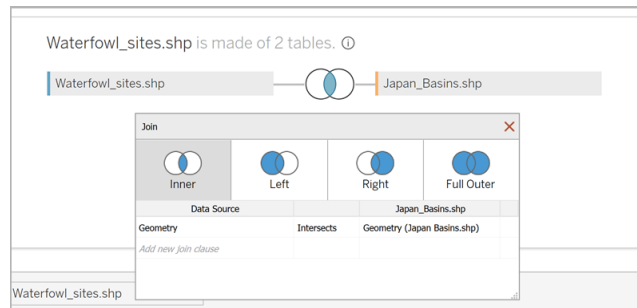 Waterfowl_sites.shp is made of 2 tables.
Waterfowl_sites.shp Japan_Basins.shp
Join
Inner Left Right Full Outer
Data Source Japan_Basins.shp
Geometry Intersects Geometry (Japan Basins.shp)
Add new join clause
Waterfowl_sites.shp